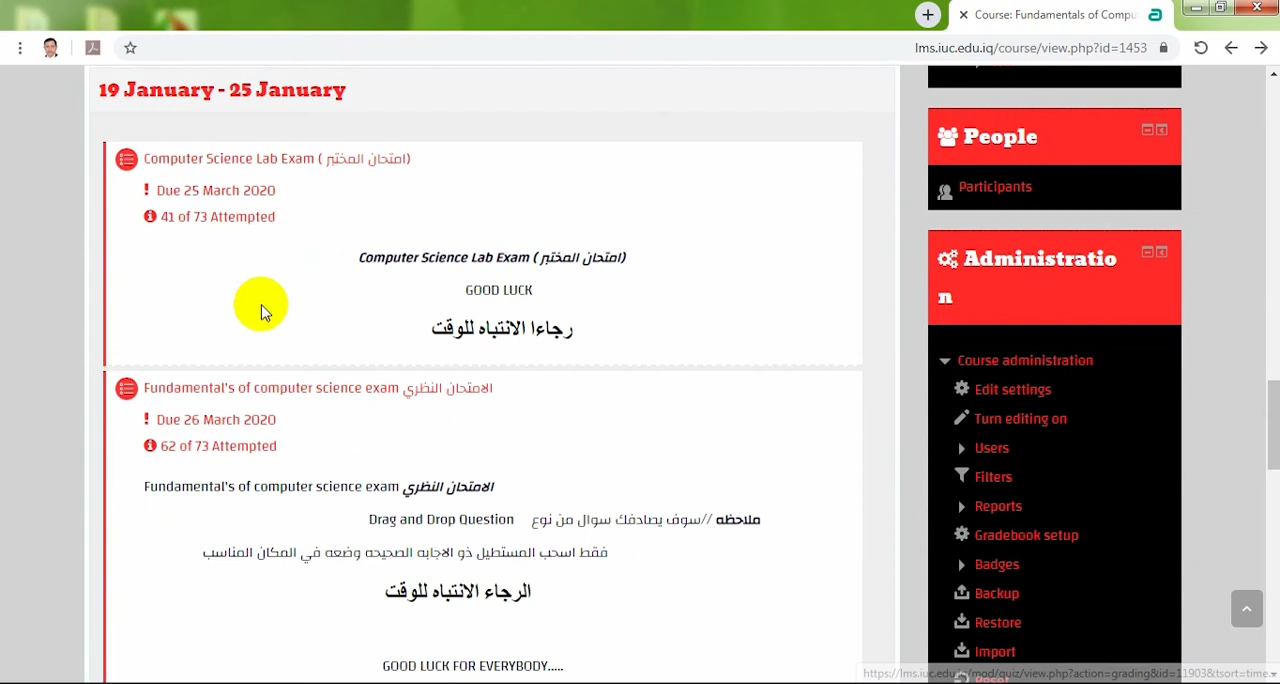 Course: Fundamentals of Compu
lms.iuc.edu.iq/course/view.php?id=1453
19 January - 25 January
Computer Science Lab Exam ( امتحان المختبر)
Due 25 March 2020
41 of 73 Attempted
Computer Science Lab Exam ( امتحان المختبر)
GOOD LUCK
رجاءا الانتباه للوقت
Fundamental's of computer science exam الامتحان النظري
Due 26 March 2020
62 of 73 Attempted
Fundamental's of computer science exam الامتحان النظري
ملاحظه //سوف يصادفك سوال من نوع Drag and Drop Question
فقط اسحب المستطيل ذو الاجابه الصحيحه وضعه في المكان المناسب
الرجاء الانتباه للوقت
GOOD LUCK FOR EVERYBODY.....
People
Participants
Administratio
n
Course administration
Edit settings
Turn editing on
Users
Filters
Reports
Gradebook setup
Badges
Backup
Restore
Import